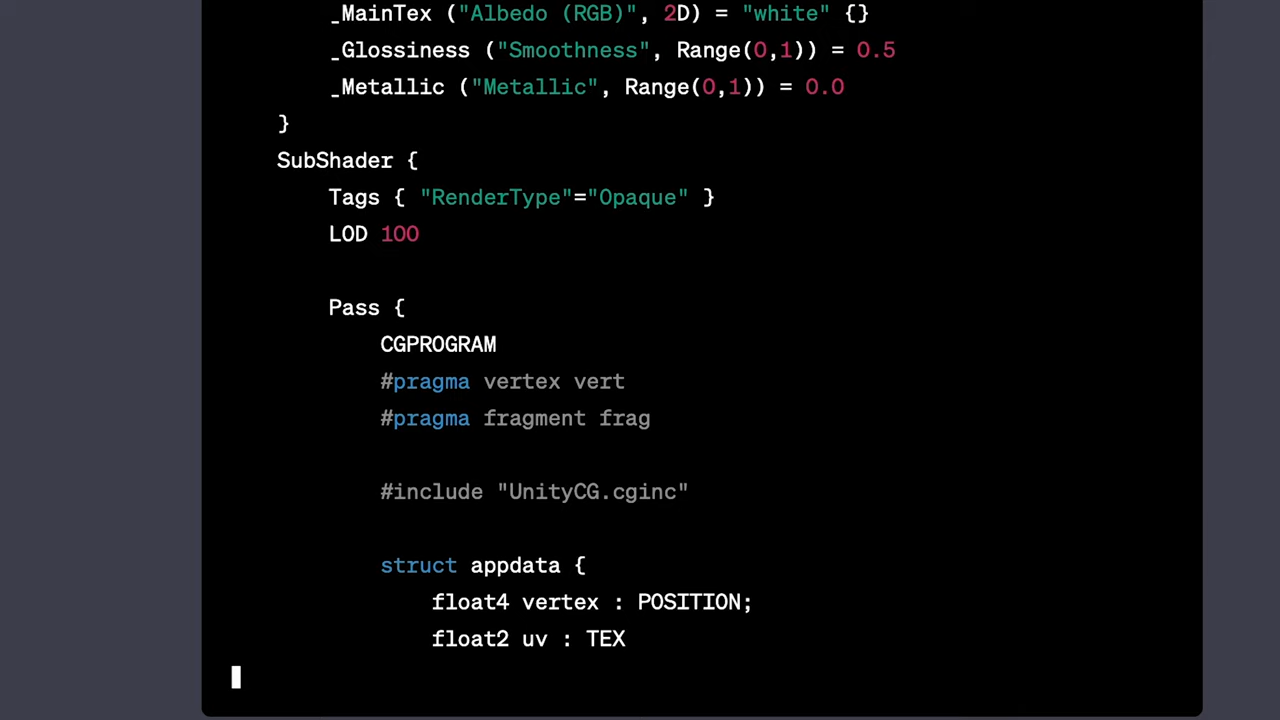 _MainTex ("Albedo (RGB)", 2D) = "white" {}
_Glossiness ("Smoothness", Range(0,1)) = 0.5
_Metallic ("Metallic", Range(0,1)) = 0.0
}
SubShader {
Tags { "RenderType"="Opaque" }
LOD 100
Pass {
CGPROGRAM
#pragma vertex vert
#pragma fragment frag
#include "UnityCG.cginc"
struct appdata {
float4 vertex : POSITION;
float2 uv : TEX